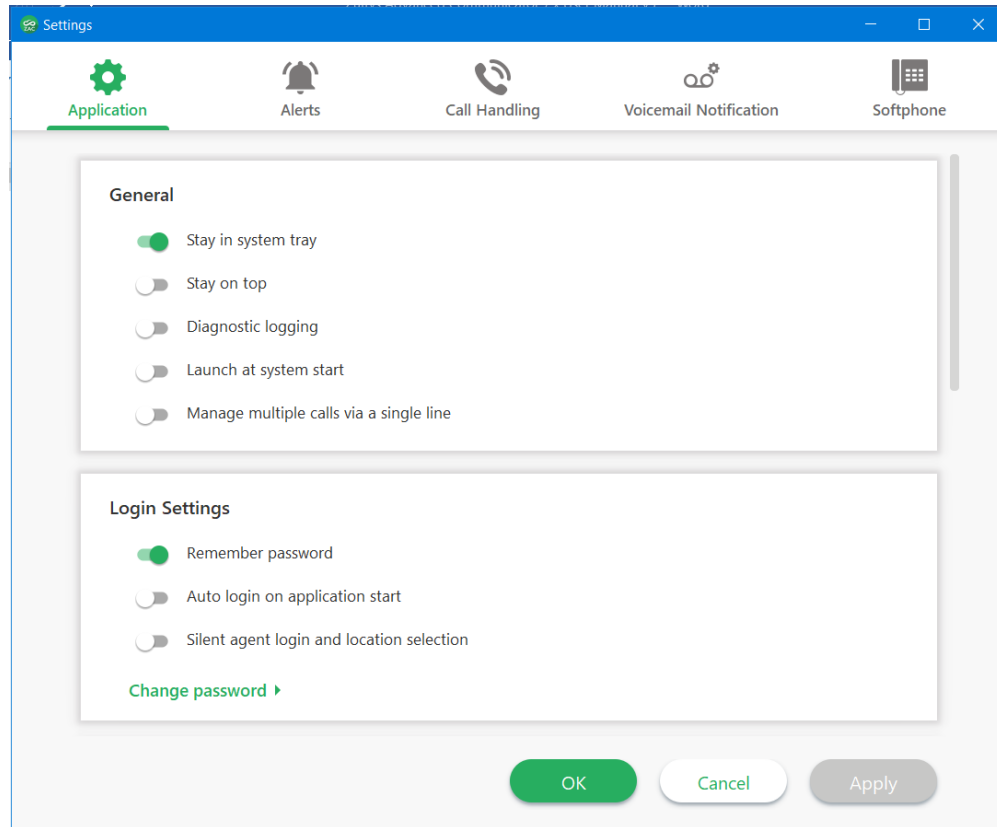 GO
ZAC
Settings
Application
Alerts
Call Handling
Voicemail Notification
Softphone
General
Stay in system tray
Stay on top
Diagnostic logging
Launch at system start
Manage multiple calls via a single line
Login Settings
Remember password
Auto login on application start
Silent agent login and location selection
Change password
OK
Cancel
Apply